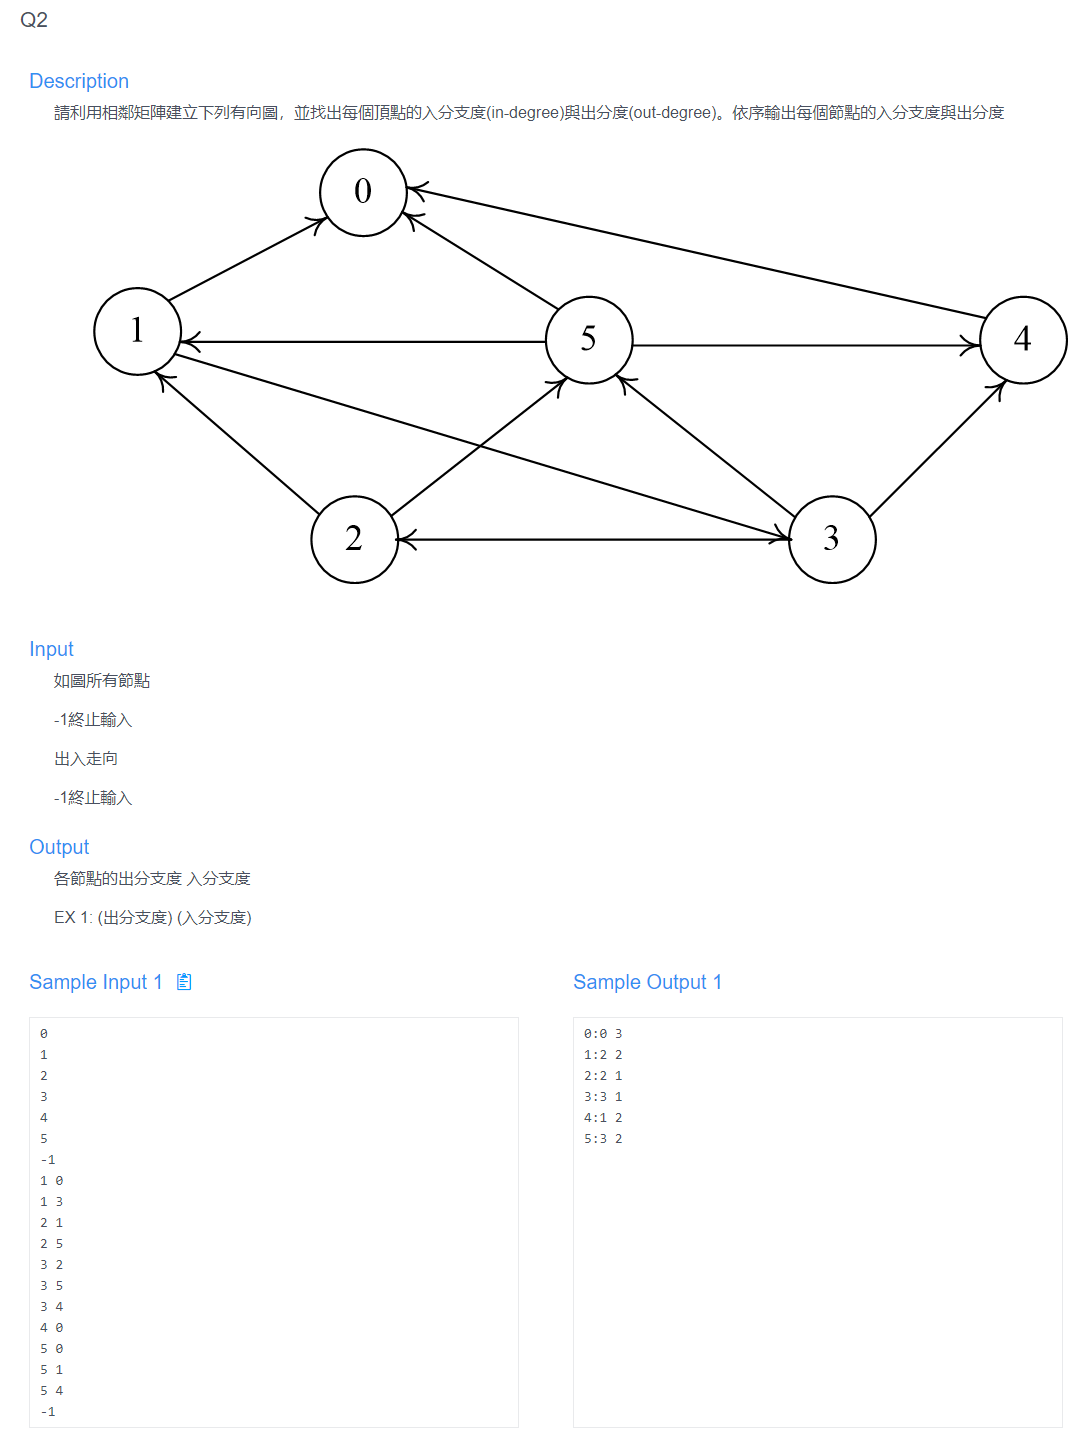 Q2
Description
請利用相鄰矩陣建立下列有向圖，並找出每個頂點的入分支度(in-degree)與出分度(out-degree)。依序輸出每個節點的入分支度與出分度
0
1
5
4
2
3
Input
如圖所有節點
-1終止輸入
出入走向
-1終止輸入
Output
各節點的出分支度 入分支度
EX 1: (出分支度) (入分支度)
Sample Input 1
0
1
2
3
4
5
-1
1 0
1 3
2 1
2 5
3 2
3 5
3 4
4 0
5 0
5 1
5 4
-1
Sample Output 1
0:0 3
1:2 2
2:2 1
3:3 1
4:1 2
5:3 2